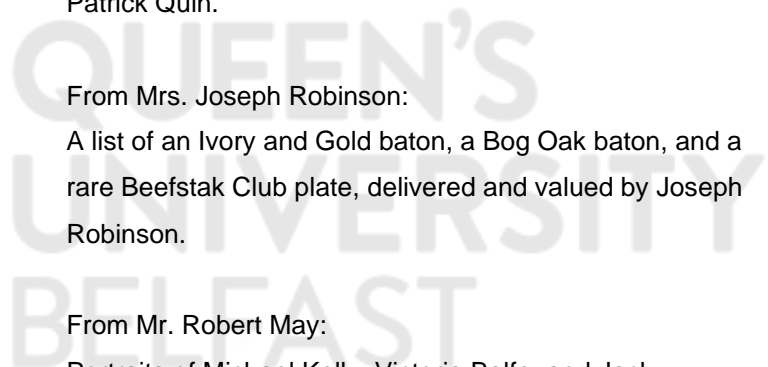 Patrick Quin.
From Mrs. Joseph Robinson:
A list of an Ivory and Gold baton, a Bog Oak baton, and a
rare Beefstak Club plate, delivered and valued by Joseph
Robinson.
From Mr. Robert May:
Portraits of Michael Kelly, Victoria Balfe, and Jack
QUEEN'S
UNIVERSITY
BELFAST